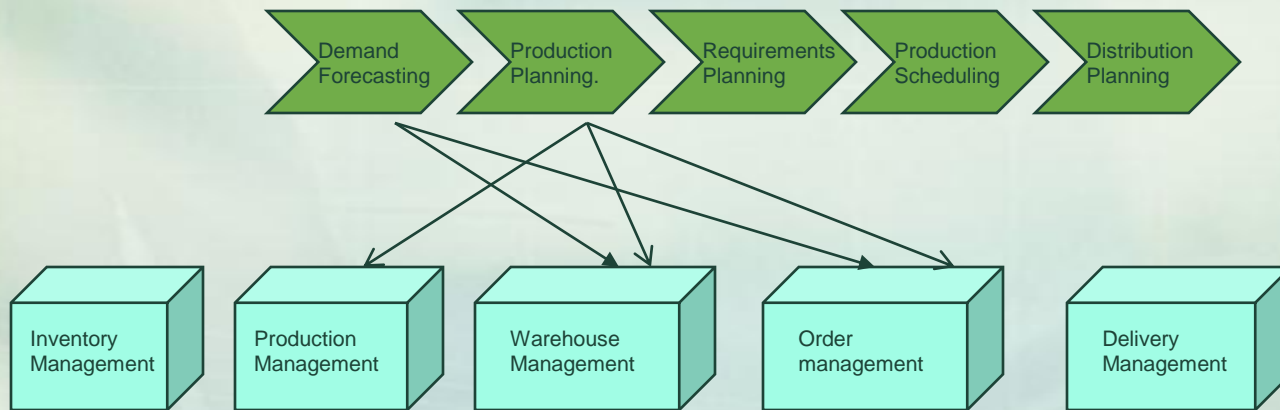 Demand
Forecasting
Production
Planning.
Requirements
Planning
Production
Scheduling
Distribution
Planning
Inventory
Management
Production
Management
Warehouse
Management
Order
management
Delivery
Management